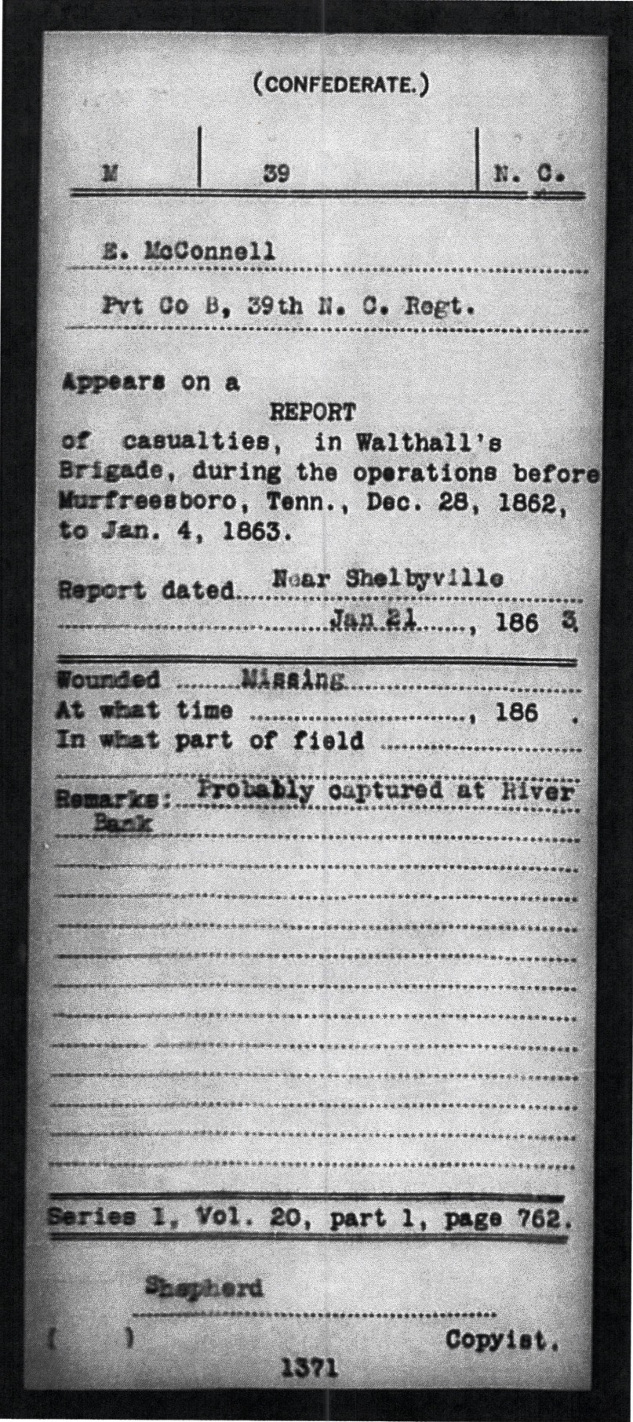 (CONFEDERATE.)
M 39 N. C.
E. McConnell
Pvt Co B, 39th N. C. Regt.
Appears on a
REPORT
of casualties, in Walthall's
Brigade, during the operations before
Murfreesboro, Tenn., Dec. 28, 1862,
to Jan. 4, 1863.
Report dated Near Shelbyville
Jan 21, 186 3
Wounded Missing
At what time , 186 .
In what part of field
Remarks: Probably captured at River
Bank
Series 1, Vol. 20, part 1, page 762.
Shepherd
( ) Copyist.
1371